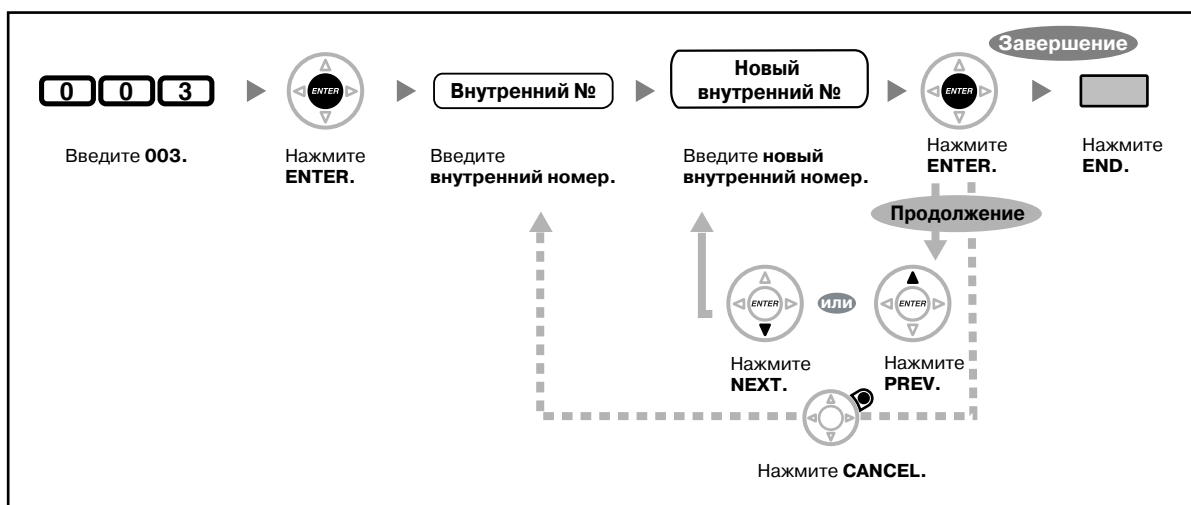 Завершение
0 0 3
ENTER
Внутренний №
Новый
внутренний №
ENTER
Введите 003.
Нажмите
ENTER.
Введите
внутренний номер.
Введите новый
внутренний номер.
Нажмите
ENTER.
Нажмите
END.
Продолжение
ENTER
или
ENTER
Нажмите
NEXT.
Нажмите
PREV.
Нажмите CANCEL.